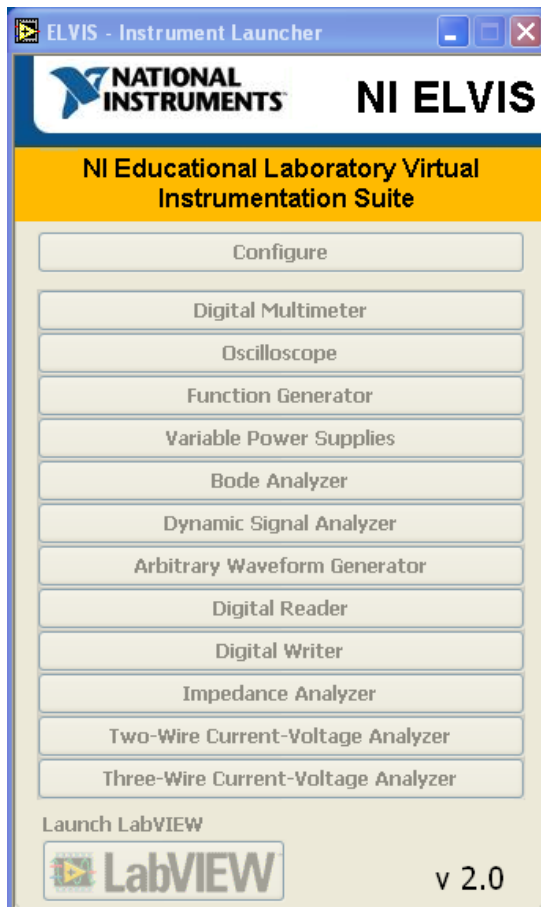 ELVIS - Instrument Launcher
NATIONAL
INSTRUMENTS
NI ELVIS
NI Educational Laboratory Virtual
Instrumentation Suite
Configure
Digital Multimeter
Oscilloscope
Function Generator
Variable Power Supplies
Bode Analyzer
Dynamic Signal Analyzer
Arbitrary Waveform Generator
Digital Reader
Digital Writer
Impedance Analyzer
Two-Wire Current-Voltage Analyzer
Three-Wire Current-Voltage Analyzer
Launch LabVIEW
LabVIEW
v 2.0